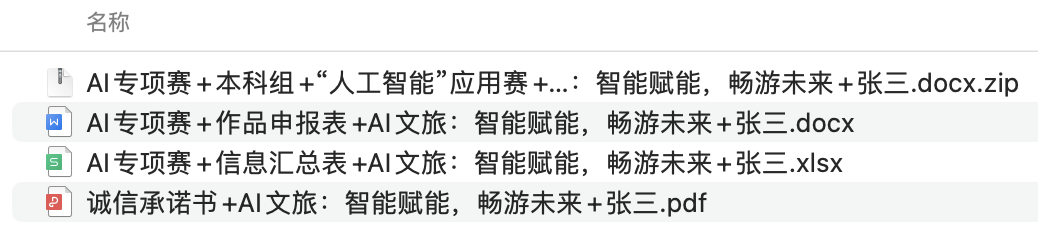 名称
AI专项赛+本科组+“人工智能”应用赛+...：智能赋能，畅游未来+张三.docx.zip
AI专项赛+作品申报表+AI文旅：智能赋能，畅游未来+张三.docx
AI专项赛+信息汇总表+AI文旅：智能赋能，畅游未来+张三.xlsx
诚信承诺书+AI文旅：智能赋能，畅游未来+张三.pdf